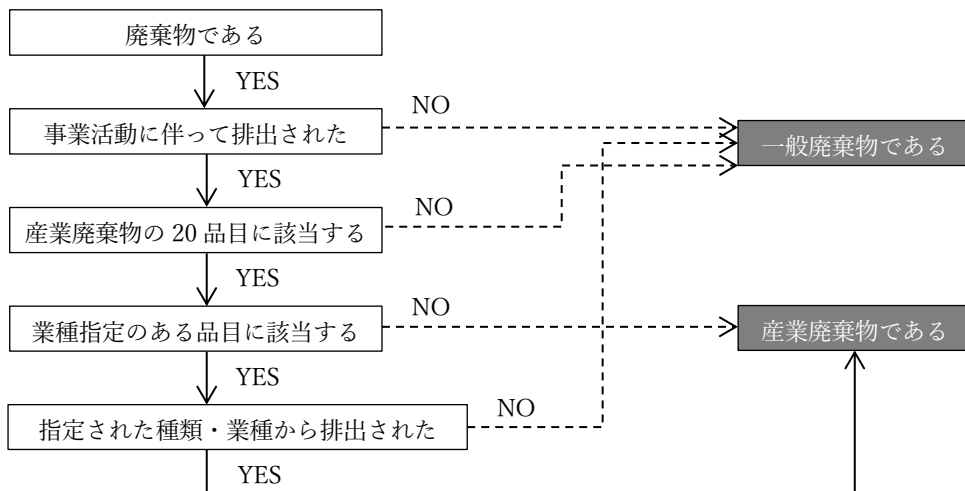 廃棄物である
YES
事業活動に伴って排出された
NO
一般廃棄物である
YES
産業廃棄物の 20 品目に該当する
NO
YES
業種指定のある品目に該当する
NO
産業廃棄物である
YES
指定された種類・業種から排出された
NO
YES